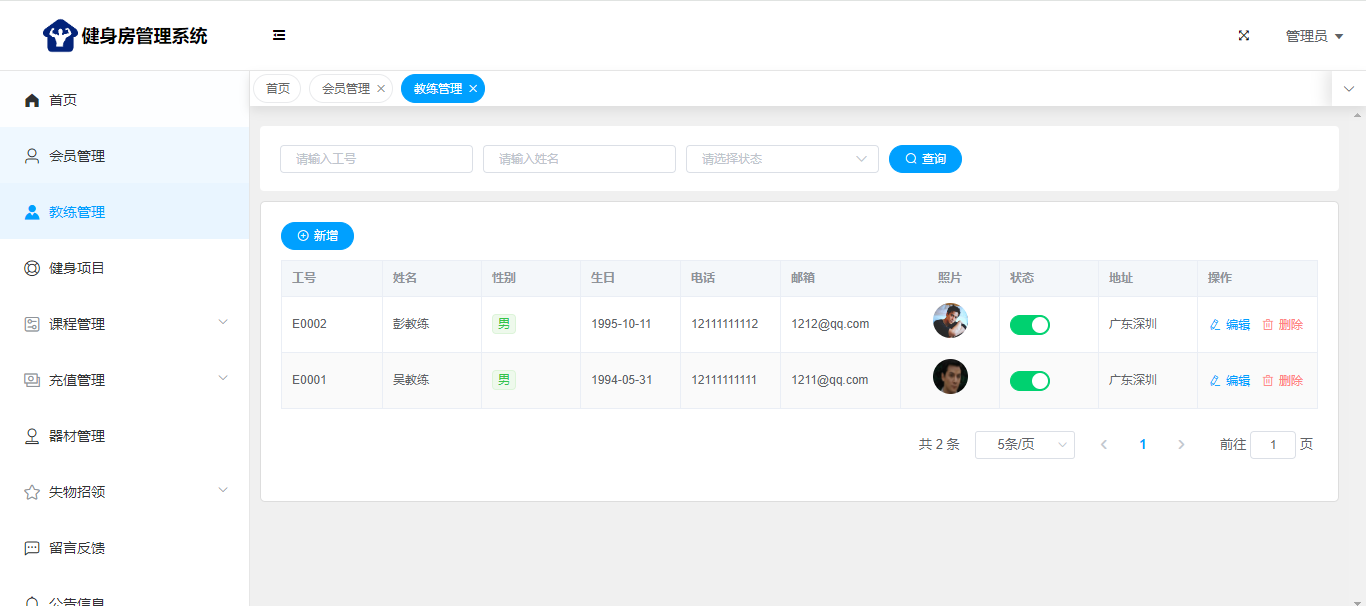 健身房管理系统
管理员
首页
会员管理
教练管理
健身项目
课程管理
充值管理
器材管理
失物招领
留言反馈
公告信息
首页 会员管理 教练管理
请输入工号 请输入姓名 请选择状态 查询
新增
工号 姓名 性别 生日 电话 邮箱 照片 状态 地址 操作
E0002 彭教练 男 1995-10-11 12111111112 1212@qq.com 广东深圳 编辑 删除
E0001 吴教练 男 1994-05-31 12111111111 1211@qq.com 广东深圳 编辑 删除
共 2 条 5条/页 1 前往 1 页